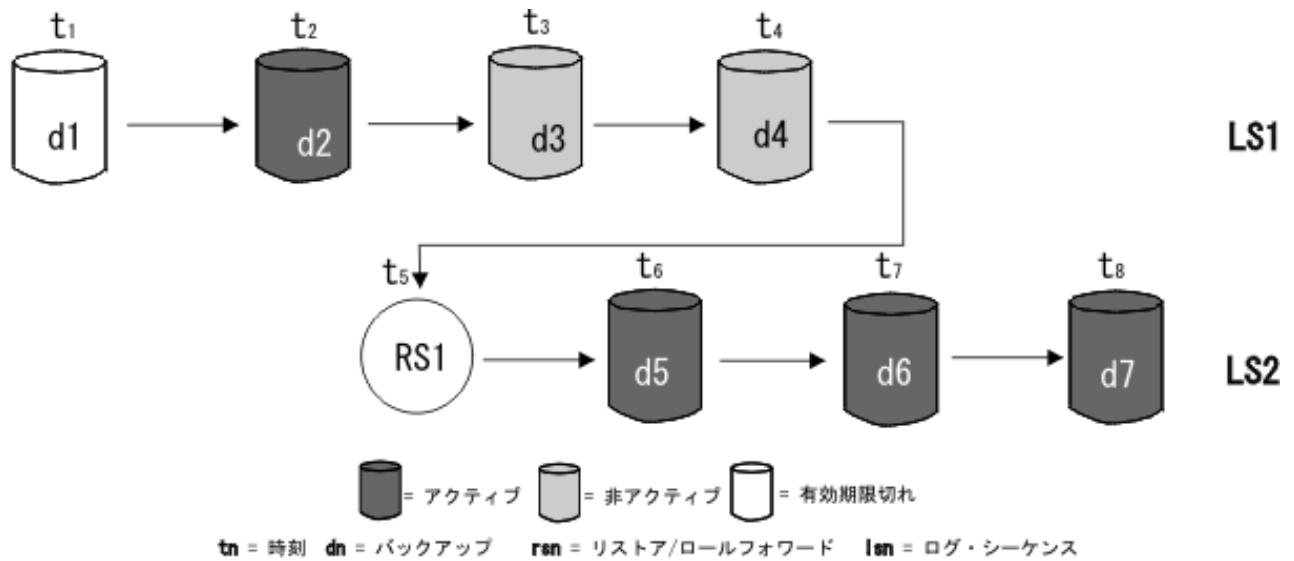 t1 t2 t3 t4
d1 d2 d3 d4 LS1
t5 t6 t7 t8
RS1 d5 d6 d7 LS2
= アクティブ = 非アクティブ = 有効期限切れ
tn = 時刻 dn = バックアップ rsn = リストア/ロールフォワード lsn = ログ・シーケンス